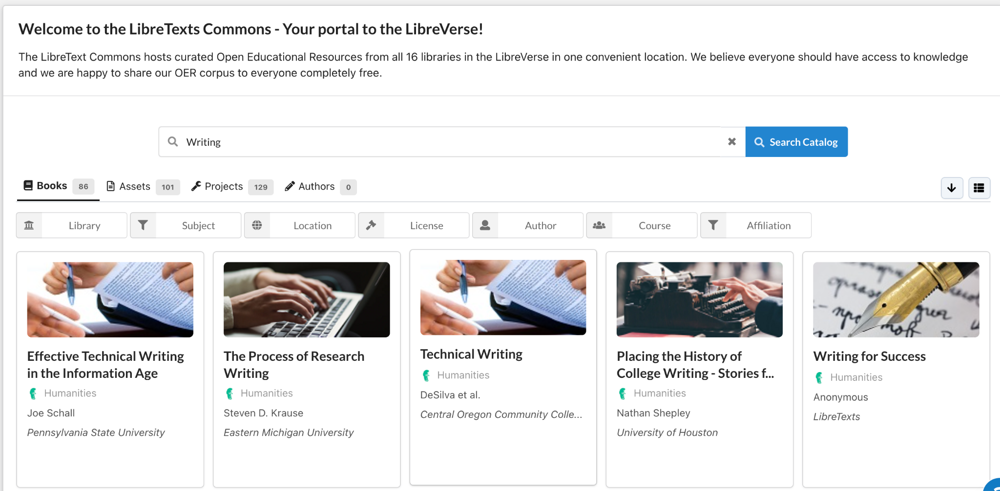 Welcome to the LibreTexts Commons - Your portal to the LibreVerse!
The LibreText Commons hosts curated Open Educational Resources from all 16 libraries in the LibreVerse in one convenient location. We believe everyone should have access to knowledge
and we are happy to share our OER corpus to everyone completely free.
Writing
Search Catalog
Books 86 Assets 101 Projects 129 Authors 0
Library Subject Location License Author Course Affiliation
Effective Technical Writing
in the Information Age
Humanities
Joe Schall
Pennsylvania State University
The Process of Research
Writing
Humanities
Steven D. Krause
Eastern Michigan University
Technical Writing
Humanities
DeSilva et al.
Central Oregon Community Colle...
Placing the History of
College Writing - Stories f...
Humanities
Nathan Shepley
University of Houston
Writing for Success
Humanities
Anonymous
LibreTexts